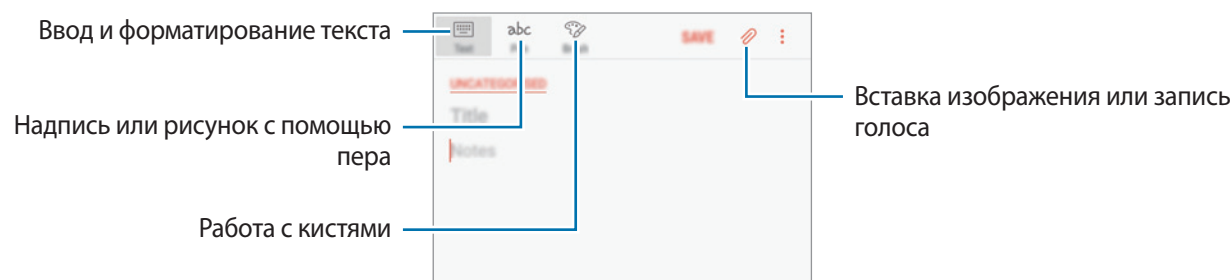 Ввод и форматирование текста
abc
SAVE
UNCATEGORISED
Title
Notes
Вставка изображения или запись
голоса
Надпись или рисунок с помощью
пера
Работа с кистями